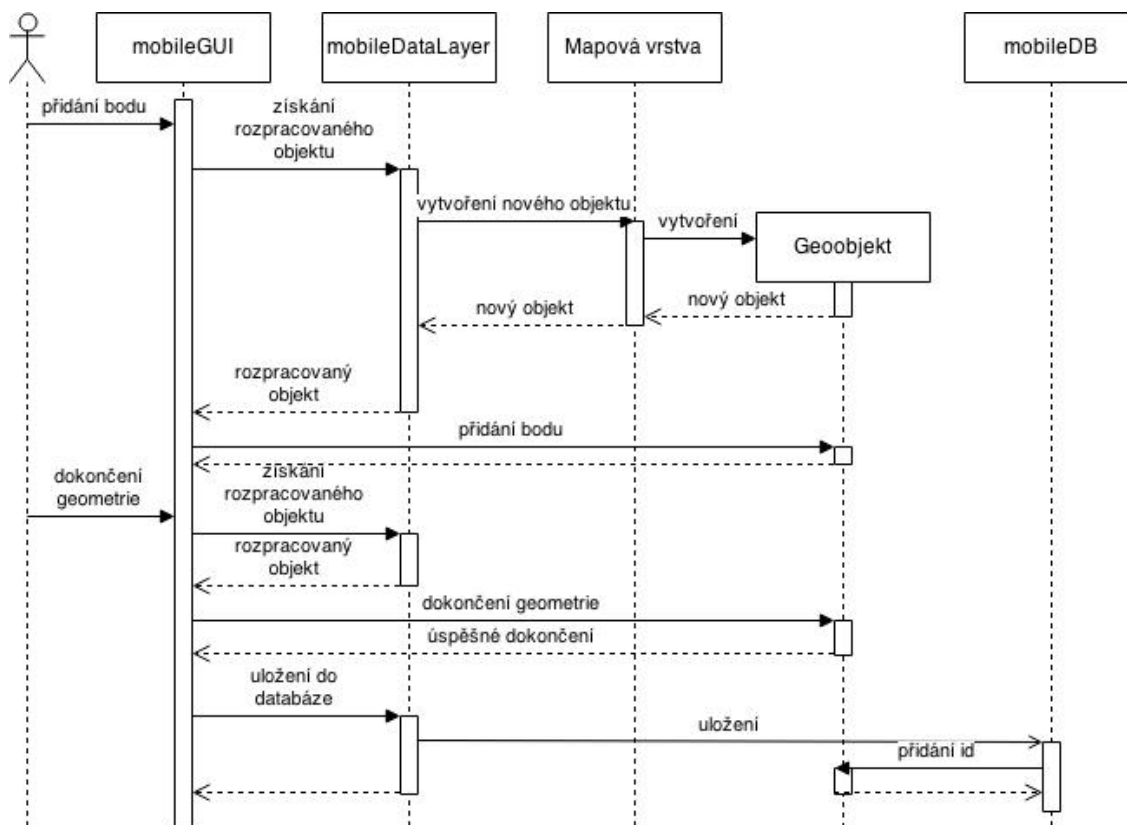 mobileGUI
mobileDataLayer
Mapová vrstva
mobileDB
přidání bodu
získání
rozpracovaného
objektu
vytvoření nového objektu
vytvoření
Geoobjekt
nový objekt
nový objekt
rozpracovaný
objekt
přidání bodu
dokončení
geometrie
získání
rozpracovaného
objektu
rozpracovaný
objekt
dokončení geometrie
úspěšné dokončení
uložení do
databáze
uložení
přidání id